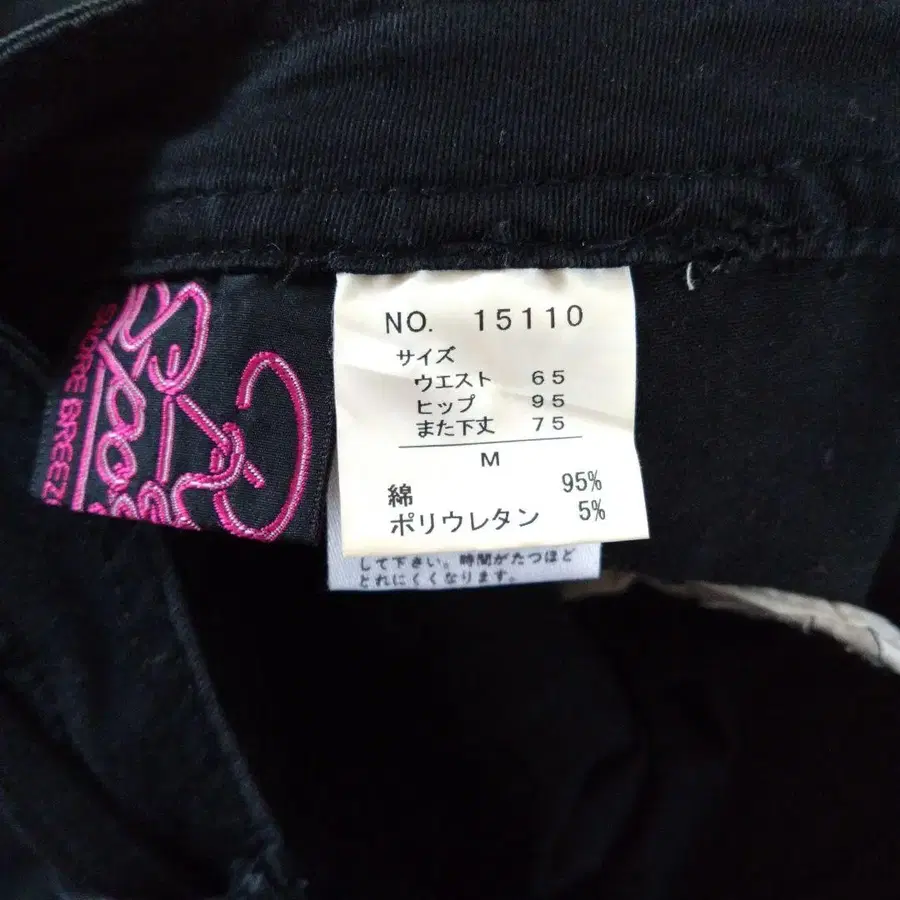 NO. 15110
サイズ
ウエスト 65
ヒップ 95
また下丈 75
M
綿 95%
ポリウレタン 5%
して下さい。時間がたつほど
とれにくくなります。
SHORE BREEZE